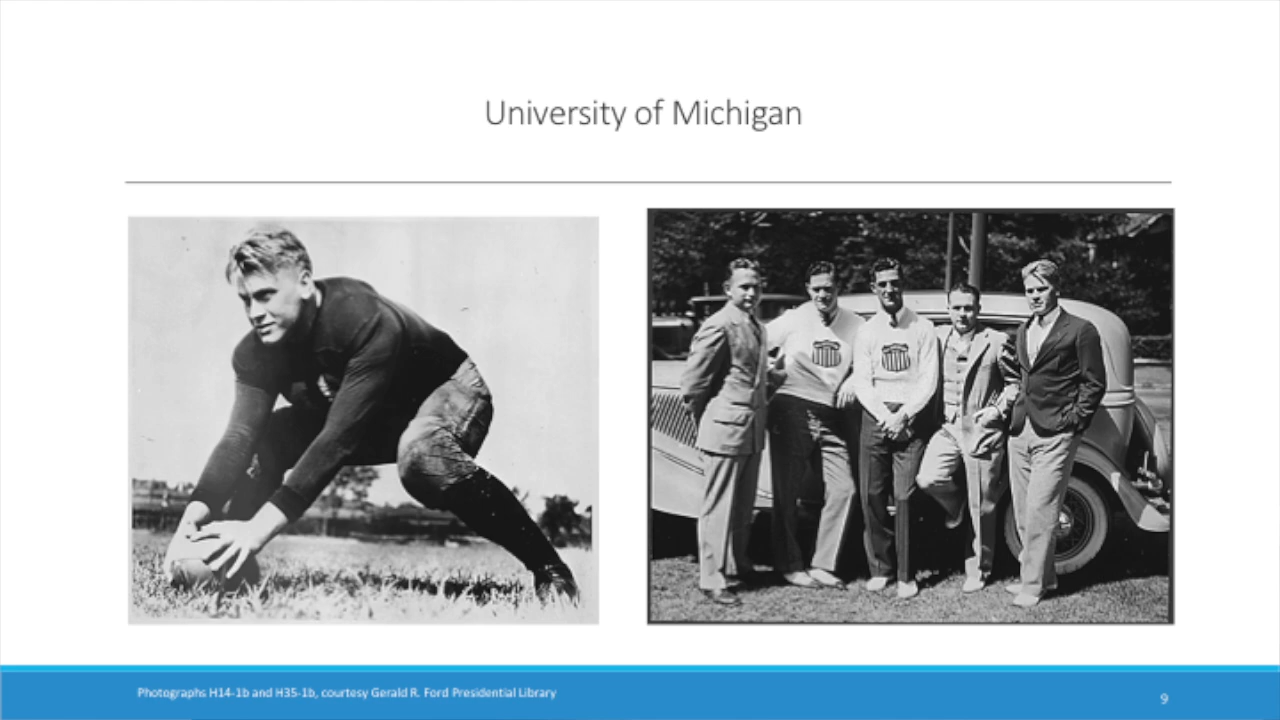 University of Michigan
Photographs H14-1b and H35-1b, courtesy Gerald R. Ford Presidential Library
9